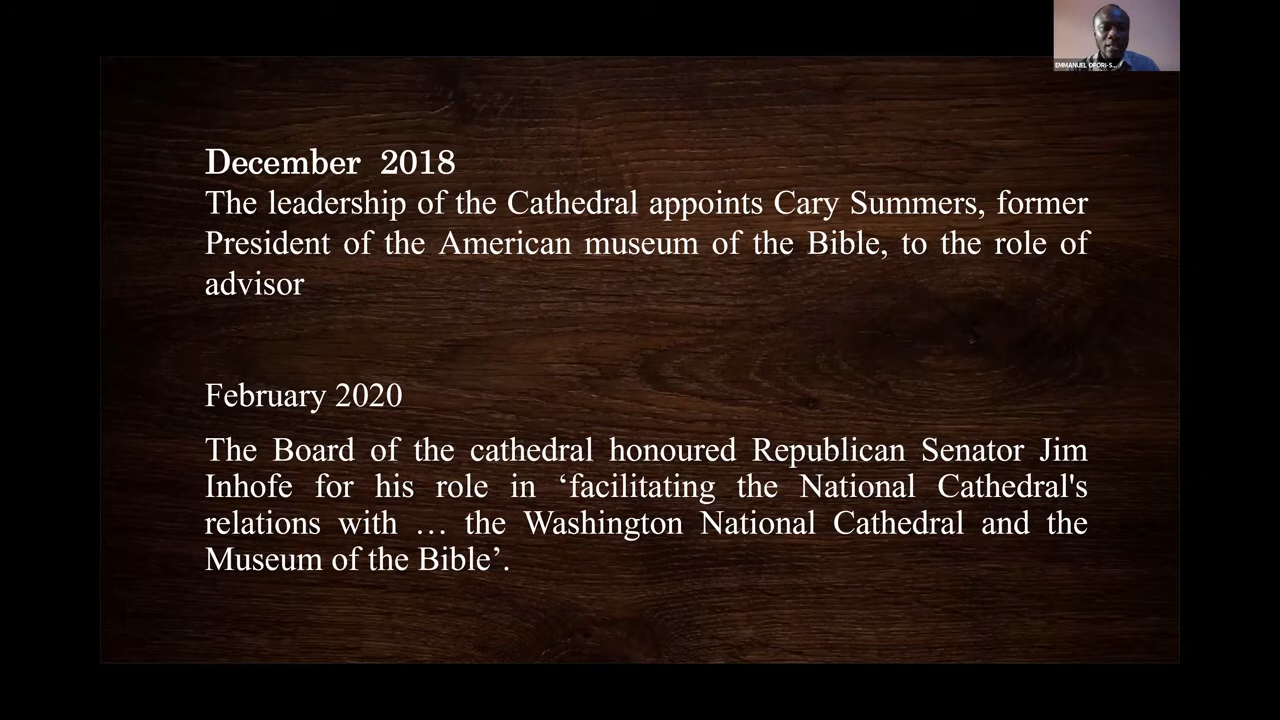 EMMANUEL OFORI-S...
December 2018
The leadership of the Cathedral appoints Cary Summers, former
President of the American museum of the Bible, to the role of
advisor
February 2020
The Board of the cathedral honoured Republican Senator Jim
Inhofe for his role in ‘facilitating the National Cathedral's
relations with … the Washington National Cathedral and the
Museum of the Bible’.